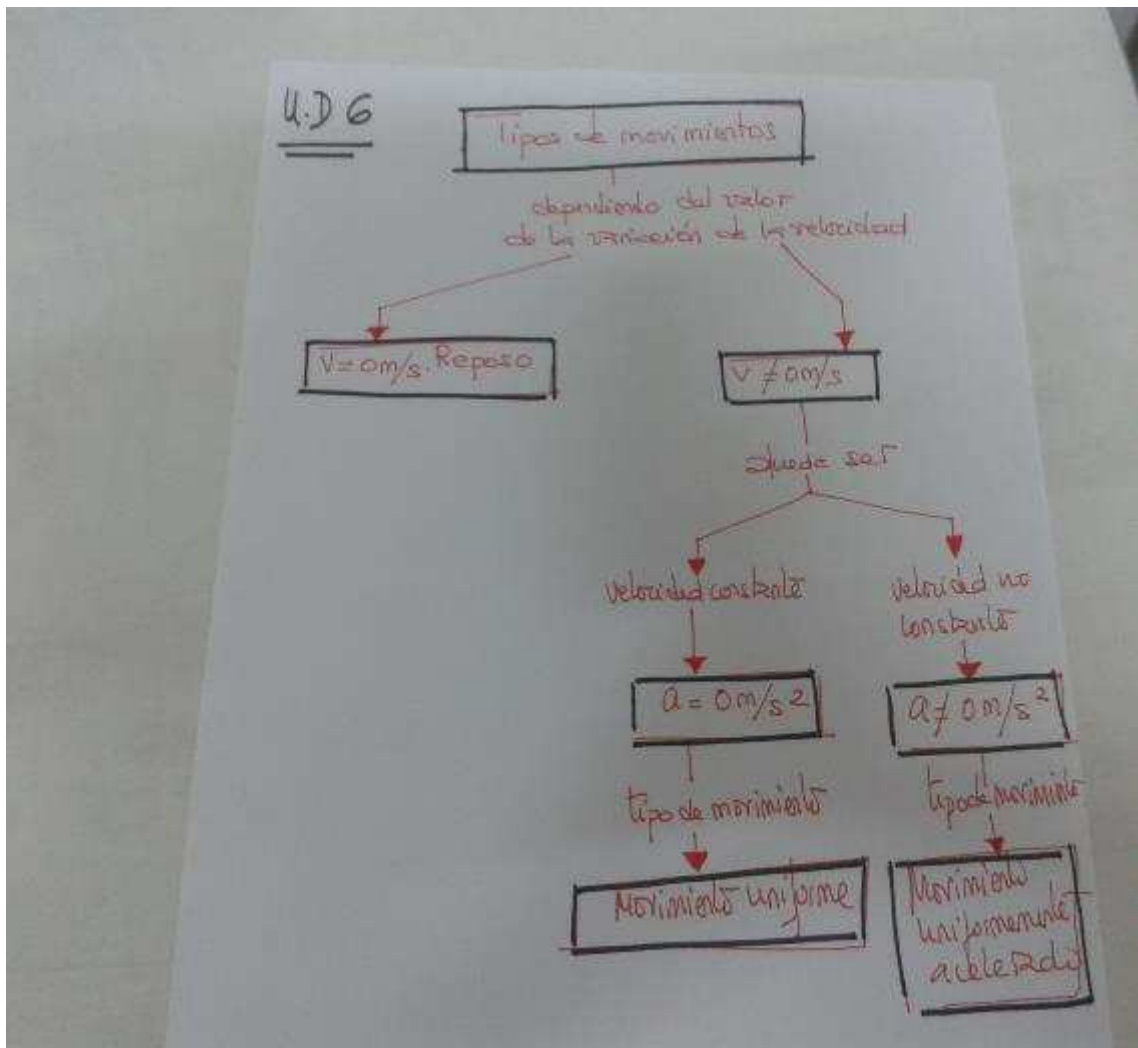 U.D 6
Tipos de movimientos
dependiendo del valor
de la variación de la velocidad
V=0m/s. Reposo
V ≠ 0m/s
puede ser
velocidad constante
velocidad no
constante
a = 0m/s2
a ≠ 0m/s²
tipo de movimiento
tipo de movimiento
Movimiento uniforme
Movimiento
uniformemente
acelerado